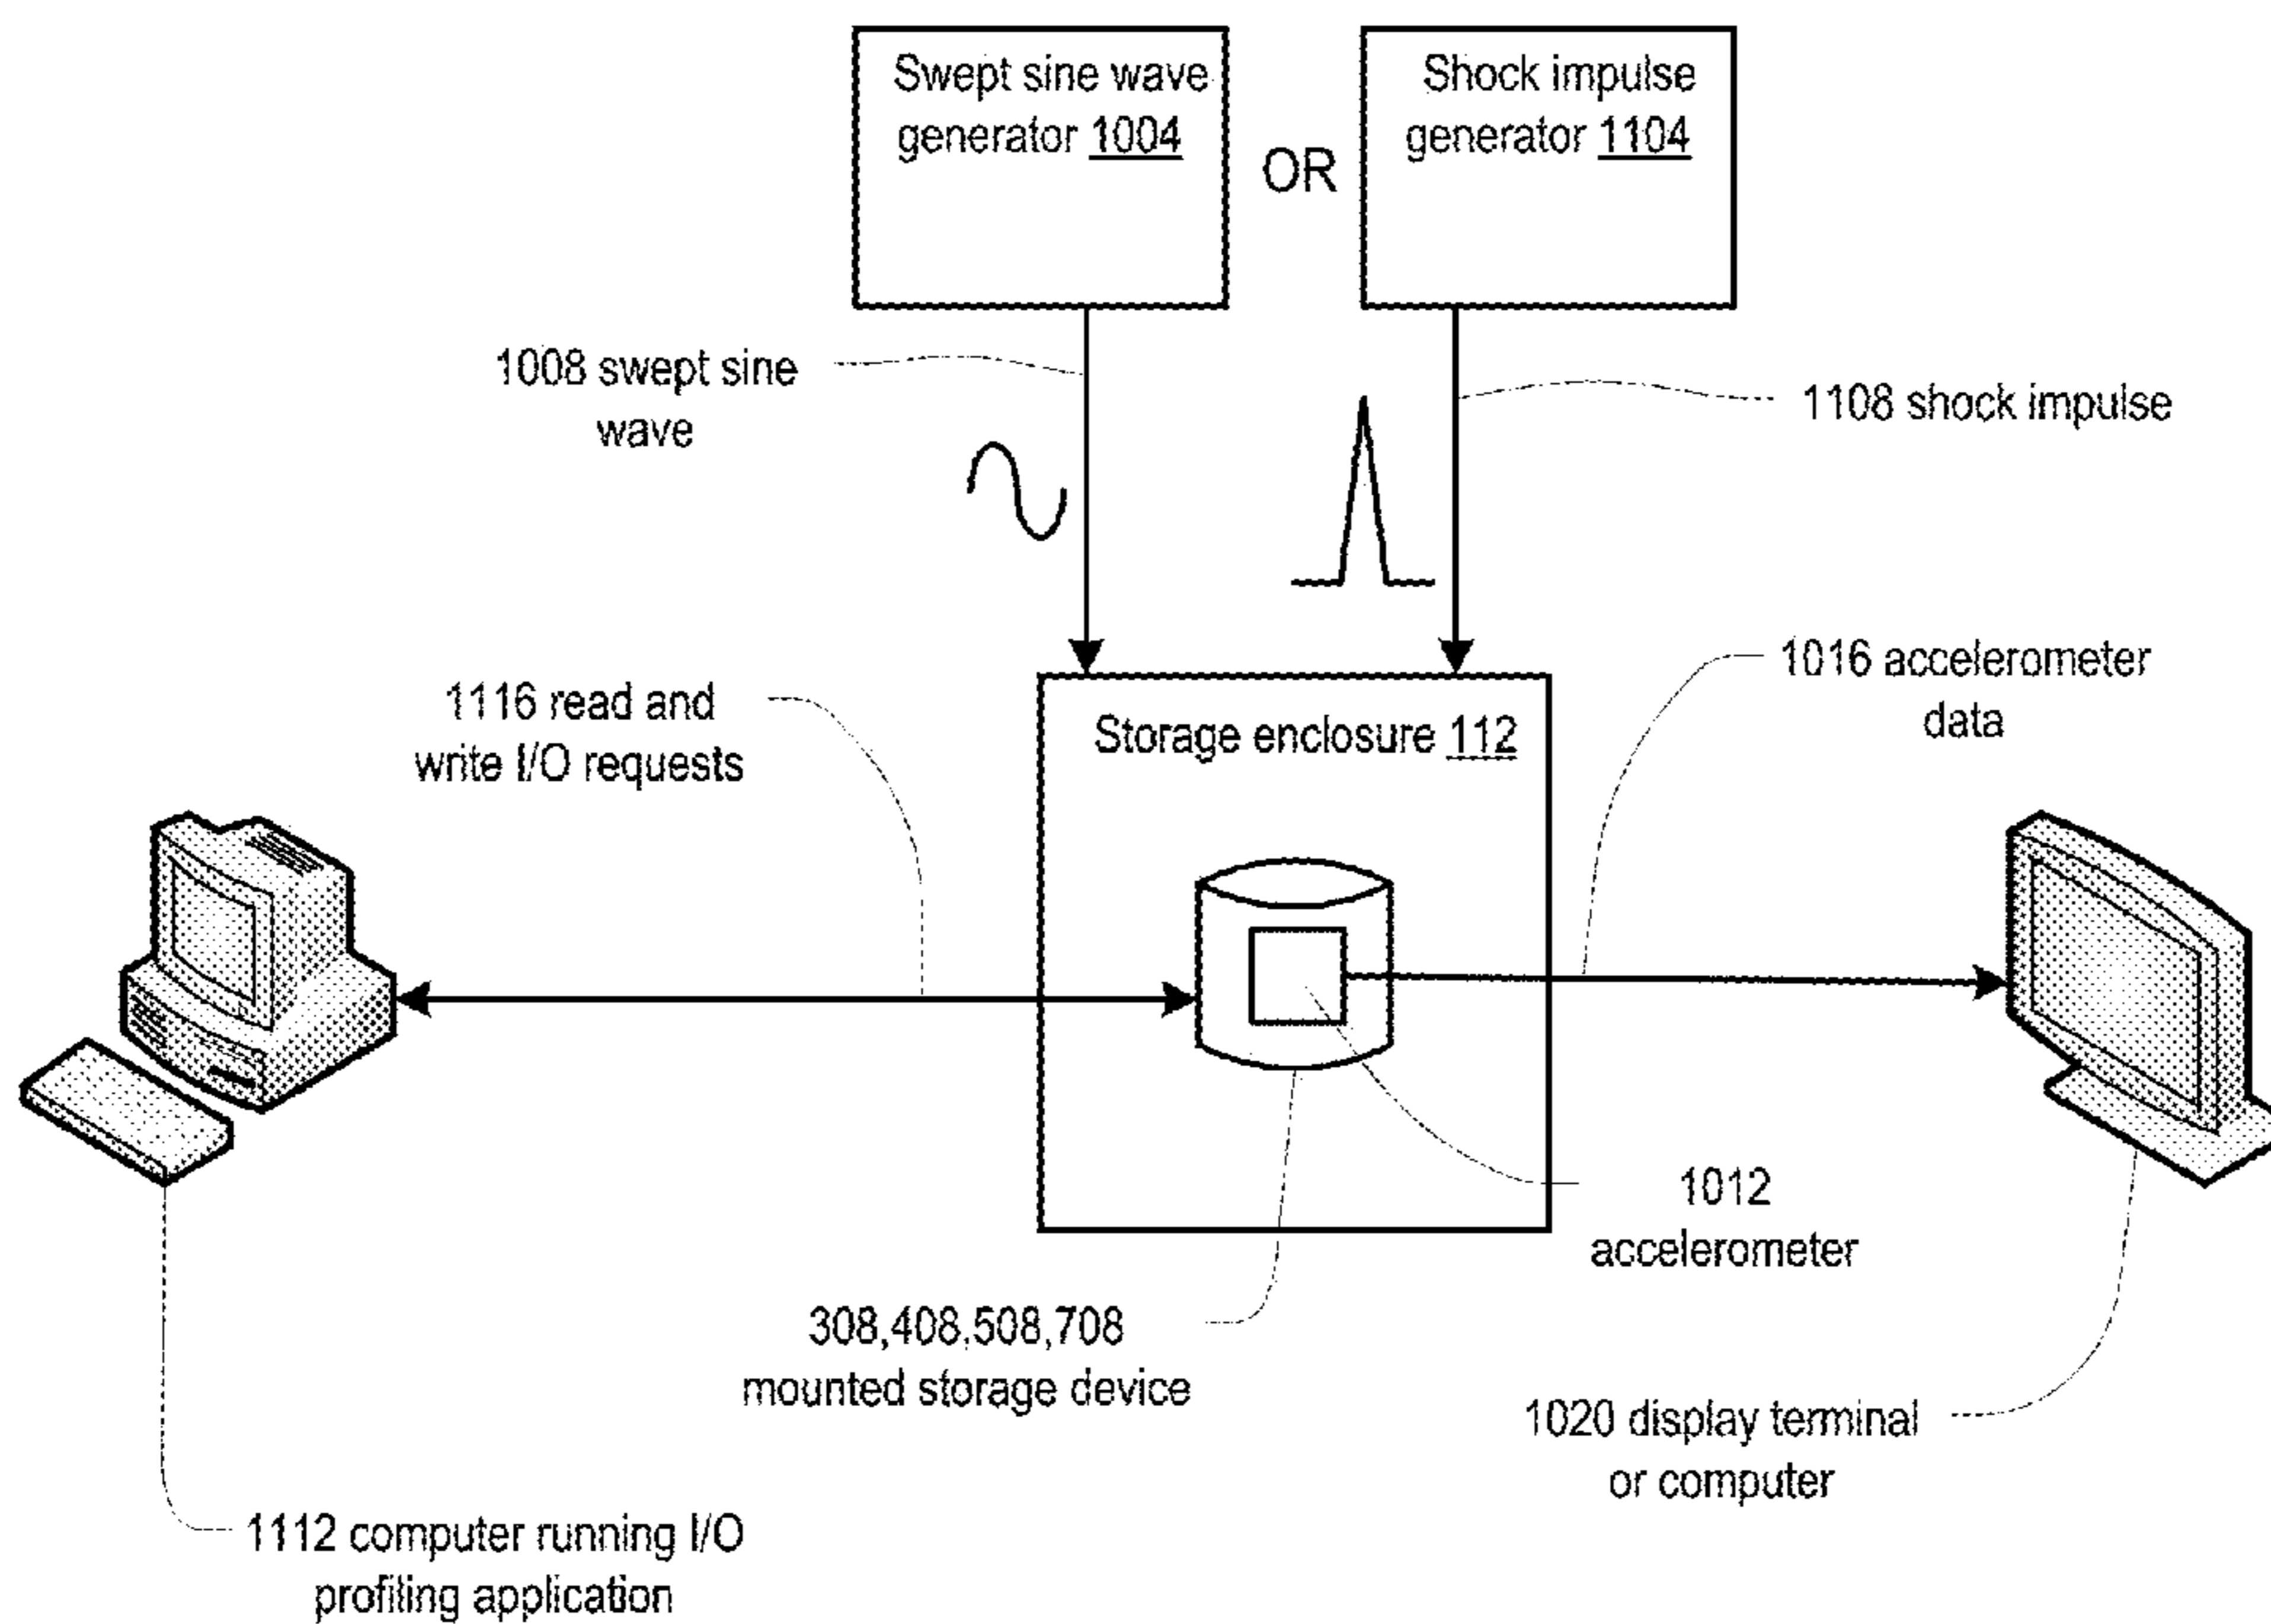 Swept sine wave
generator 1004
OR
Shock impulse
generator 1104
1008 swept sine
wave
1108 shock impulse
1116 read and
write I/O requests
Storage enclosure 112
1016 accelerometer
data
1012
accelerometer
308,408,508,708
mounted storage device
1020 display terminal
or computer
1112 computer running I/O
profiling application